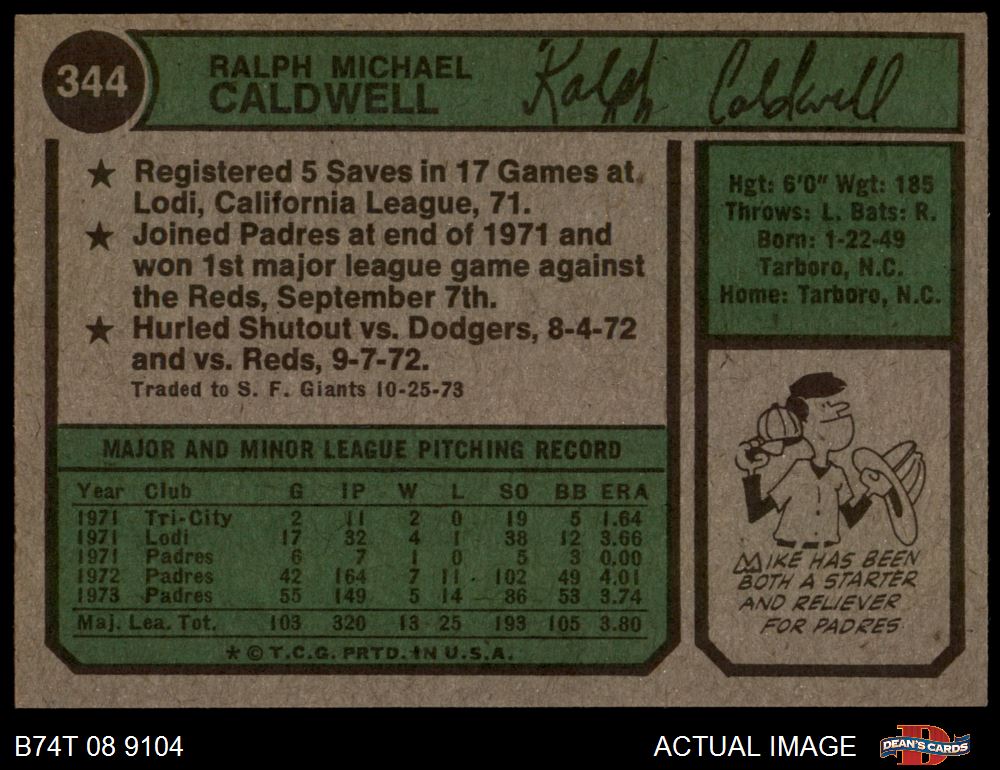 344
RALPH MICHAEL
CALDWELL
Ralph Caldwell
★ Registered 5 Saves in 17 Games at
Lodi, California League, 71.
★ Joined Padres at end of 1971 and
won 1st major league game against
the Reds, September 7th.
★ Hurled Shutout vs. Dodgers, 8-4-72
and vs. Reds, 9-7-72.
Traded to S. F. Giants 10-25-73
Hgt: 6'0" Wgt: 185
Throws: L. Bats: R.
Born: 1-22-49
Tarboro, N.C.
Home: Tarboro, N.C.
MAJOR AND MINOR LEAGUE PITCHING RECORD
Year Club G IP W L SO BB ERA
1971 Tri-City 2 11 2 0 19 5 1.64
1971 Lodi 17 32 4 1 38 12 3.66
1971 Padres 6 7 1 0 5 3 0.00
1972 Padres 42 164 7 11 102 49 4.01
1973 Padres 55 149 5 14 86 53 3.74
Maj. Lea. Tot. 103 320 13 25 193 105 3.80
* © T.C.G. PRTD. IN U.S.A.
MIKE HAS BEEN
BOTH A STARTER
AND RELIEVER
FOR PADRES
B74T 08 9104
ACTUAL IMAGE
D
DEAN'S CARDS